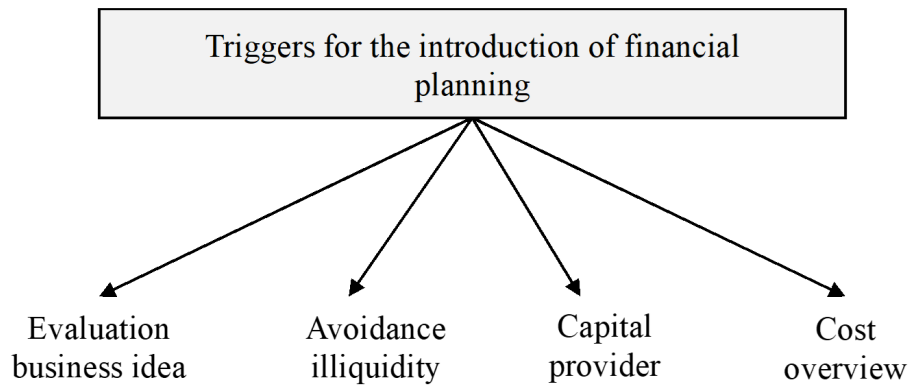 Triggers for the introduction of financial
planning
Evaluation
business idea
Avoidance
illiquidity
Capital
provider
Cost
overview